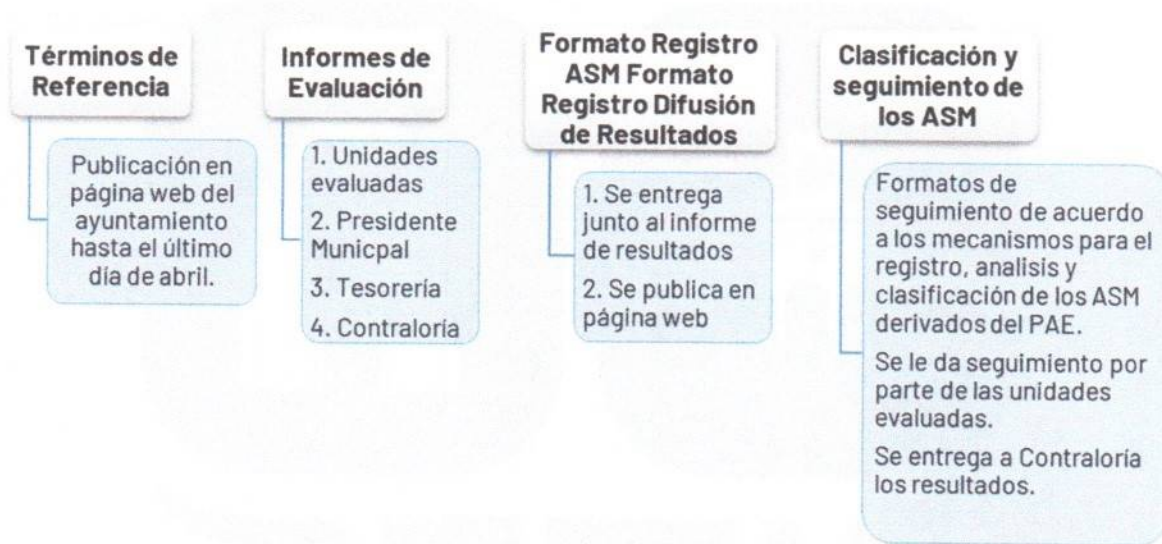 Términos de
Referencia
Publicación en
página web del
ayuntamiento
hasta el último
día de abril.
Informes de
Evaluación
1. Unidades
evaluadas
2. Presidente
Municpal
3. Tesorería
4. Contraloría
Formato Registro
ASM Formato
Registro Difusión
de Resultados
1. Se entrega
junto al informe
de resultados
2. Se publica en
página web
Clasificación y
seguimiento de
los ASM
Formatos de
seguimiento de acuerdo
a los mecanismos para el
registro, analisis y
clasificación de los ASM
derivados del PAE.
Se le da seguimiento por
parte de las unidades
evaluadas.
Se entrega a Contraloría
los resultados.